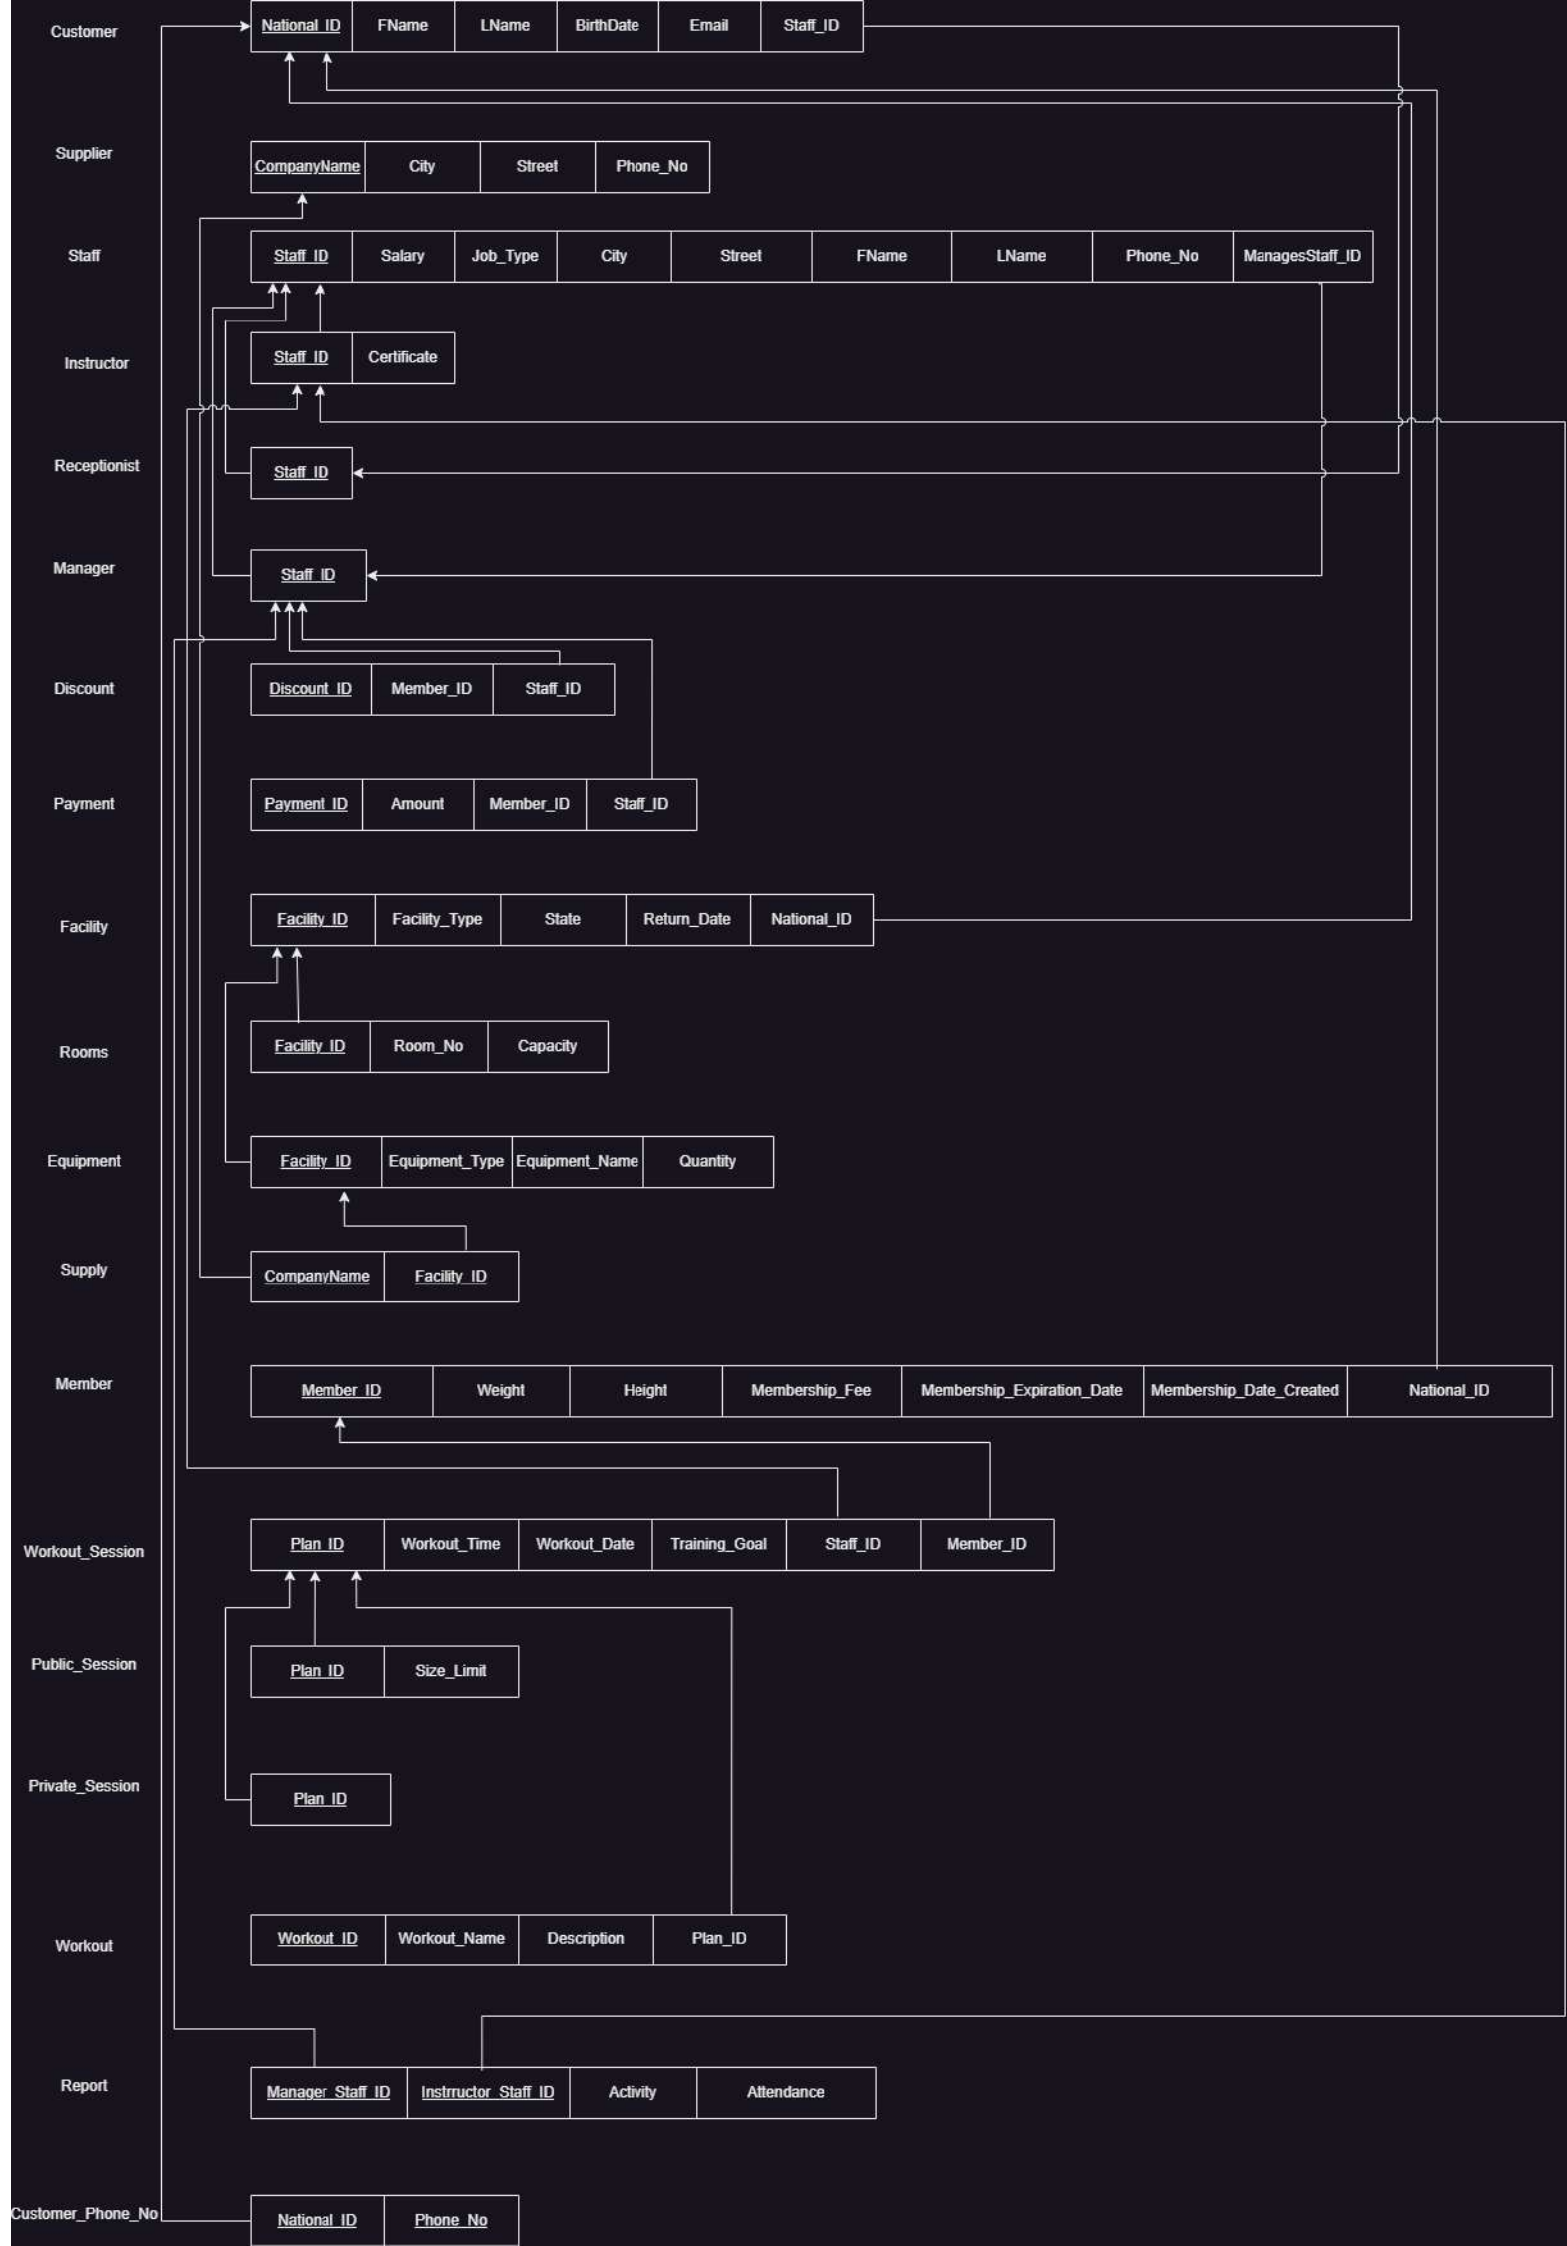 Customer National_ID FName LName BirthDate Email Staff_ID
Supplier CompanyName City Street Phone_No
Staff Staff_ID Salary Job_Type City Street FName LName Phone_No ManagesStaff_ID
Instructor Staff_ID Certificate
Receptionist Staff_ID
Manager Staff_ID
Discount Discount_ID Member_ID Staff_ID
Payment Payment_ID Amount Member_ID Staff_ID
Facility Facility_ID Facility_Type State Return_Date National_ID
Rooms Facility_ID Room_No Capacity
Equipment Facility_ID Equipment_Type Equipment_Name Quantity
Supply CompanyName Facility_ID
Member Member_ID Weight Height Membership_Fee Membership_Expiration_Date Membership_Date_Created National_ID
Workout_Session Plan_ID Workout_Time Workout_Date Training_Goal Staff_ID Member_ID
Public_Session Plan_ID Size_Limit
Private_Session Plan_ID
Workout Workout_ID Workout_Name Description Plan_ID
Report Manager_Staff_ID Instrructor_Staff_ID Activity Attendance
Customer_Phone_No National_ID Phone_No